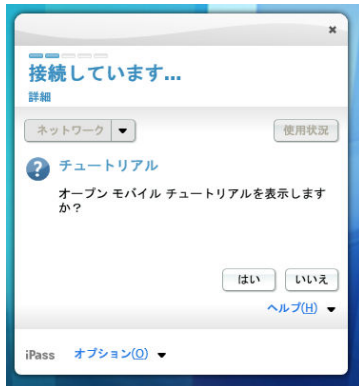 接続しています...
詳細
ネットワーク
使用状況
チュートリアル
オープン モバイル チュートリアルを表示します
か？
はい
いいえ
ヘルプ(H)
iPass オプション(O)